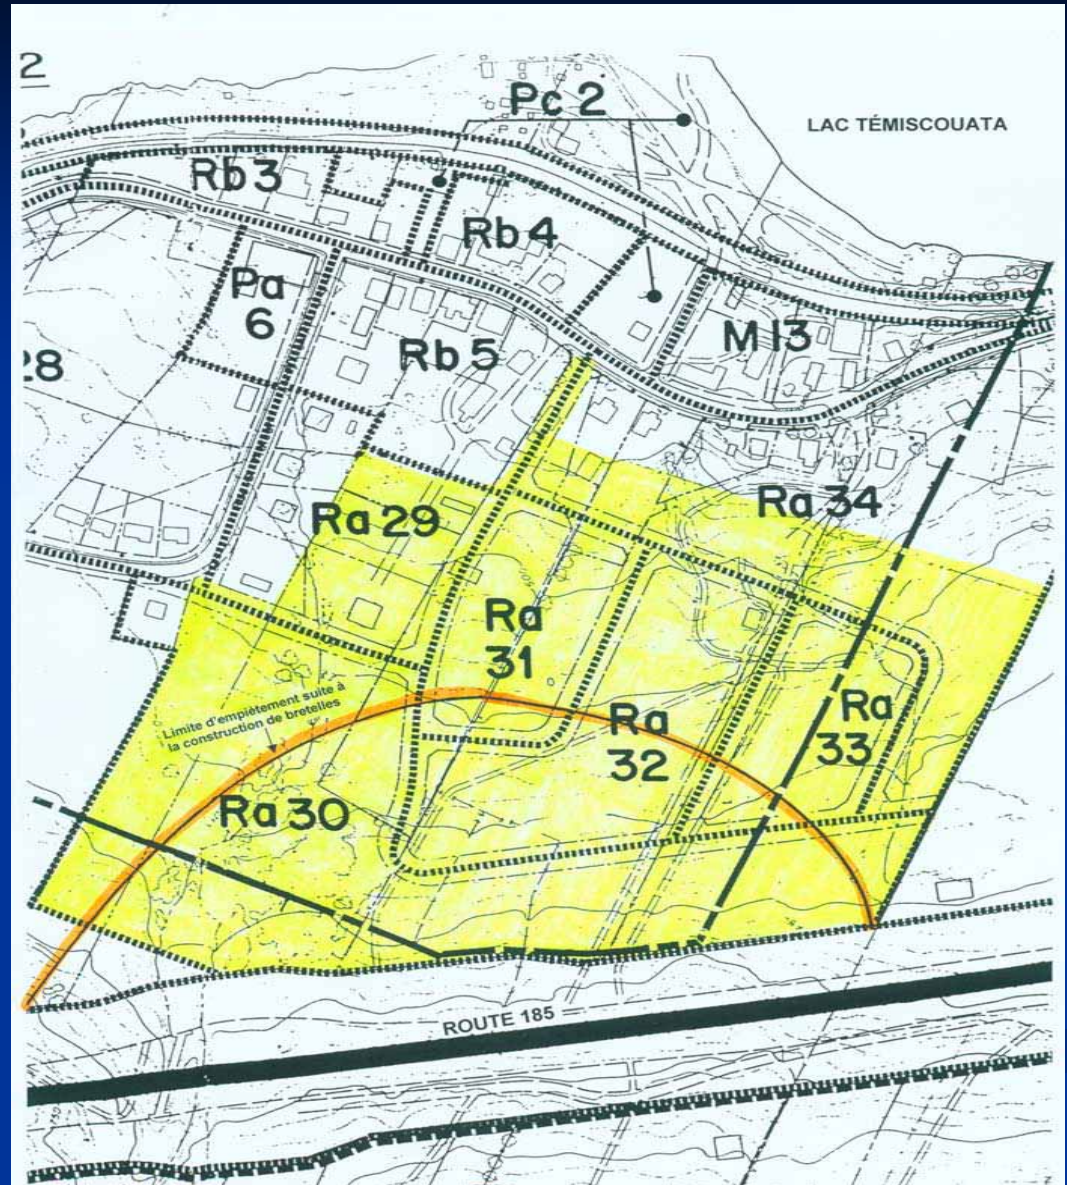 2
Pc 2
LAC TÉMISCOUATA
Rb 3
Rb 4
Pa
6
M 13
28
Rb 5
Ra 34
Ra 29
Ra
31
Limite d'empiètement suite à
la construction de bretelles
Ra
32
Ra
33
Ra 30
ROUTE 185